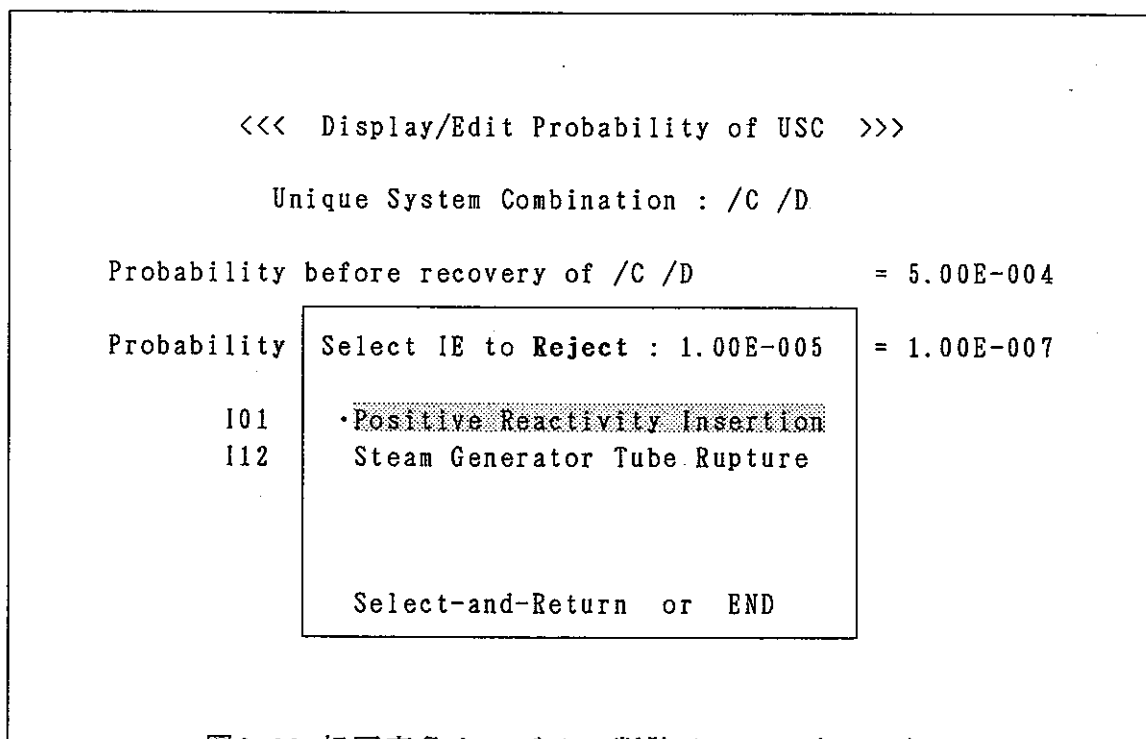 <<< Display/Edit Probability of USC >>>
Unique System Combination : /C /D
Probability before recovery of /C /D = 5.00E-004
Probability = 1.00E-007
Select IE to Reject : 1.00E-005
I01 ・Positive Reactivity Insertion
I12 Steam Generator Tube Rupture
Select-and-Return or END